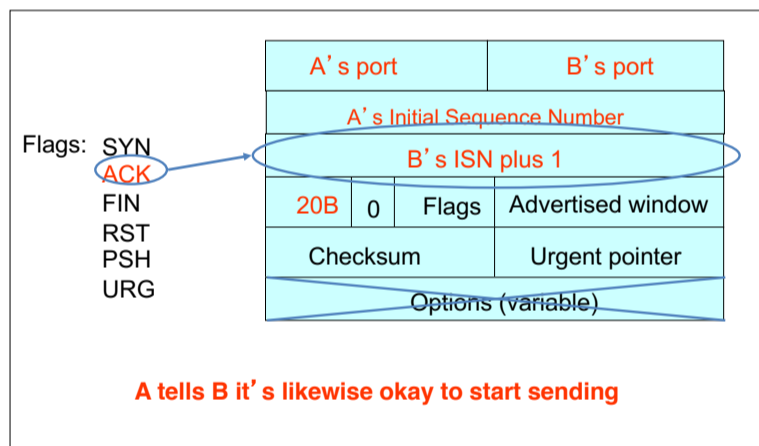 A's port B's port
A's Initial Sequence Number
Flags: SYN
B's ISN plus 1
ACK
20B 0 Flags Advertised window
FIN
RST
Checksum Urgent pointer
PSH
URG
Options (variable)
A tells B it's likewise okay to start sending